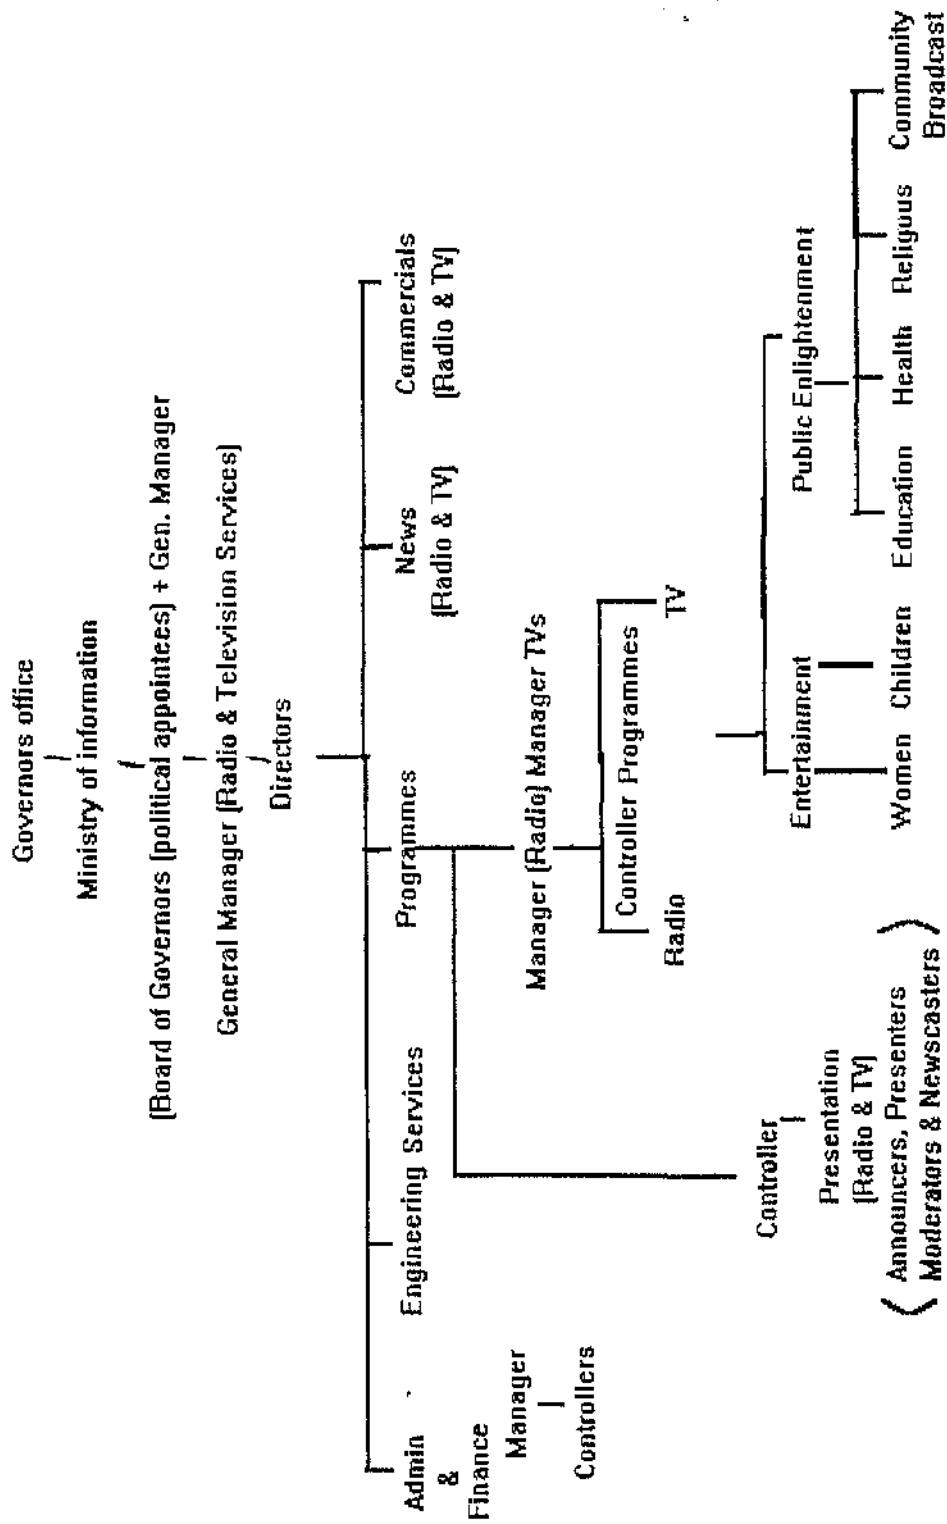 Governors office
Ministry of information
(Board of Governors (political appointees) + Gen. Manager
General Manager (Radio & Television Services)
Directors
Admin
&
Finance
Manager
Controllers
Engineering Services
Programmes
News
(Radio & TV)
Commercials
(Radio & TV)
Manager (Radio) Manager TVs
Controller Programmes
Radio
TV
Controller
Presentation
(Radio & TV)
Announcers, Presenters
Moderators & Newscasters
Entertainment
Public Enlightenment
Women
Children
Education
Health
Religous
Community
Broadcast